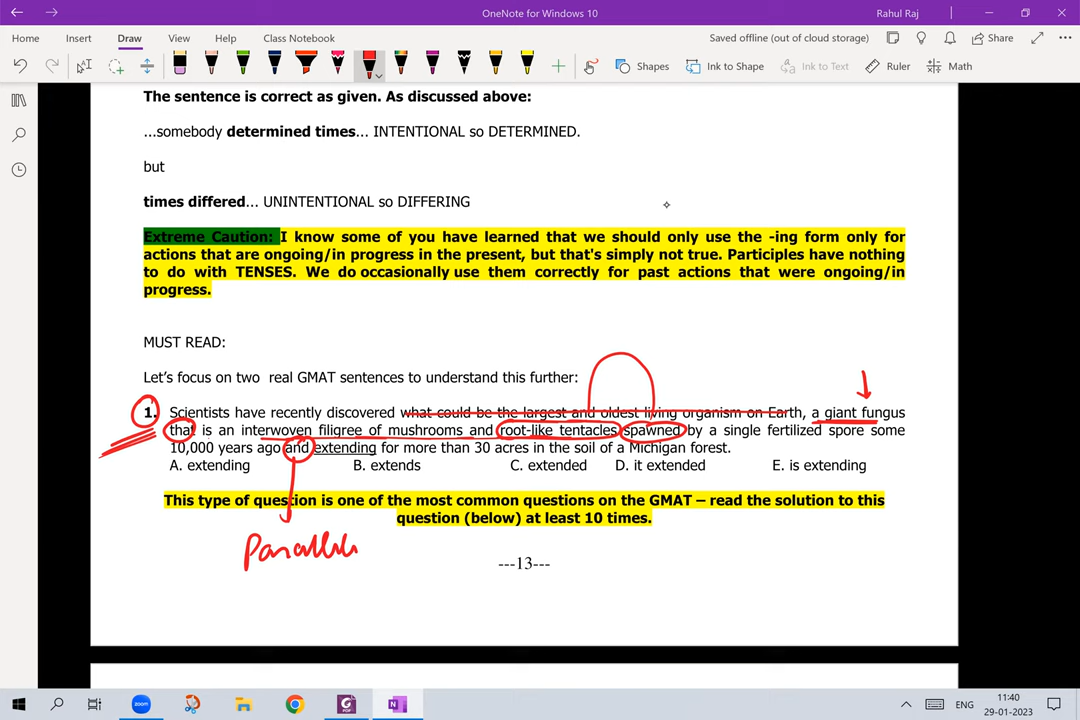 OneNote for Windows 10
Rahul Raj
Home Insert Draw View Help Class Notebook
Saved offline (out of cloud storage)
Share
Shapes
Ink to Shape
Ink to Text
Ruler
Math
The sentence is correct as given. As discussed above:
...somebody determined times... INTENTIONAL so DETERMINED.
but
times differed... UNINTENTIONAL so DIFFERING
Extreme Caution: I know some of you have learned that we should only use the -ing form only for
actions that are ongoing/in progress in the present, but that's simply not true. Participles have nothing
to do with TENSES. We do occasionally use them correctly for past actions that were ongoing/in
progress.
MUST READ:
Let's focus on two real GMAT sentences to understand this further:
1. Scientists have recently discovered what could be the largest and oldest living organism on Earth, a giant fungus
that is an interwoven filigree of mushrooms and root-like tentacles spawned by a single fertilized spore some
10,000 years ago and extending for more than 30 acres in the soil of a Michigan forest.
A. extending B. extends C. extended D. it extended E. is extending
This type of question is one of the most common questions on the GMAT – read the solution to this
question (below) at least 10 times.
---13---
zoom
ENG
11:40
29-01-2023